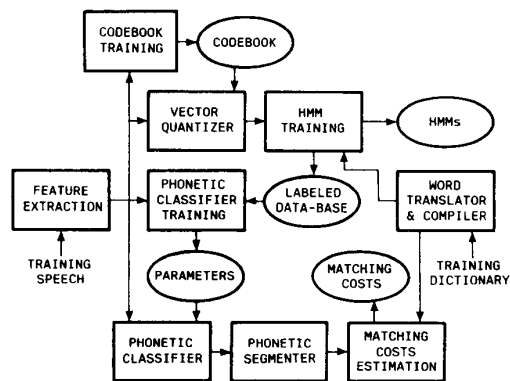 CODEBOOK
TRAINING
CODEBOOK
VECTOR
QUANTIZER
HMM
TRAINING
HMMs
FEATURE
EXTRACTION
PHONETIC
CLASSIFIER
TRAINING
LABELED
DATA-BASE
WORD
TRANSLATOR
& COMPILER
TRAINING
SPEECH
PARAMETERS
MATCHING
COSTS
TRAINING
DICTIONARY
PHONETIC
CLASSIFIER
PHONETIC
SEGMENTER
MATCHING
COSTS
ESTIMATION